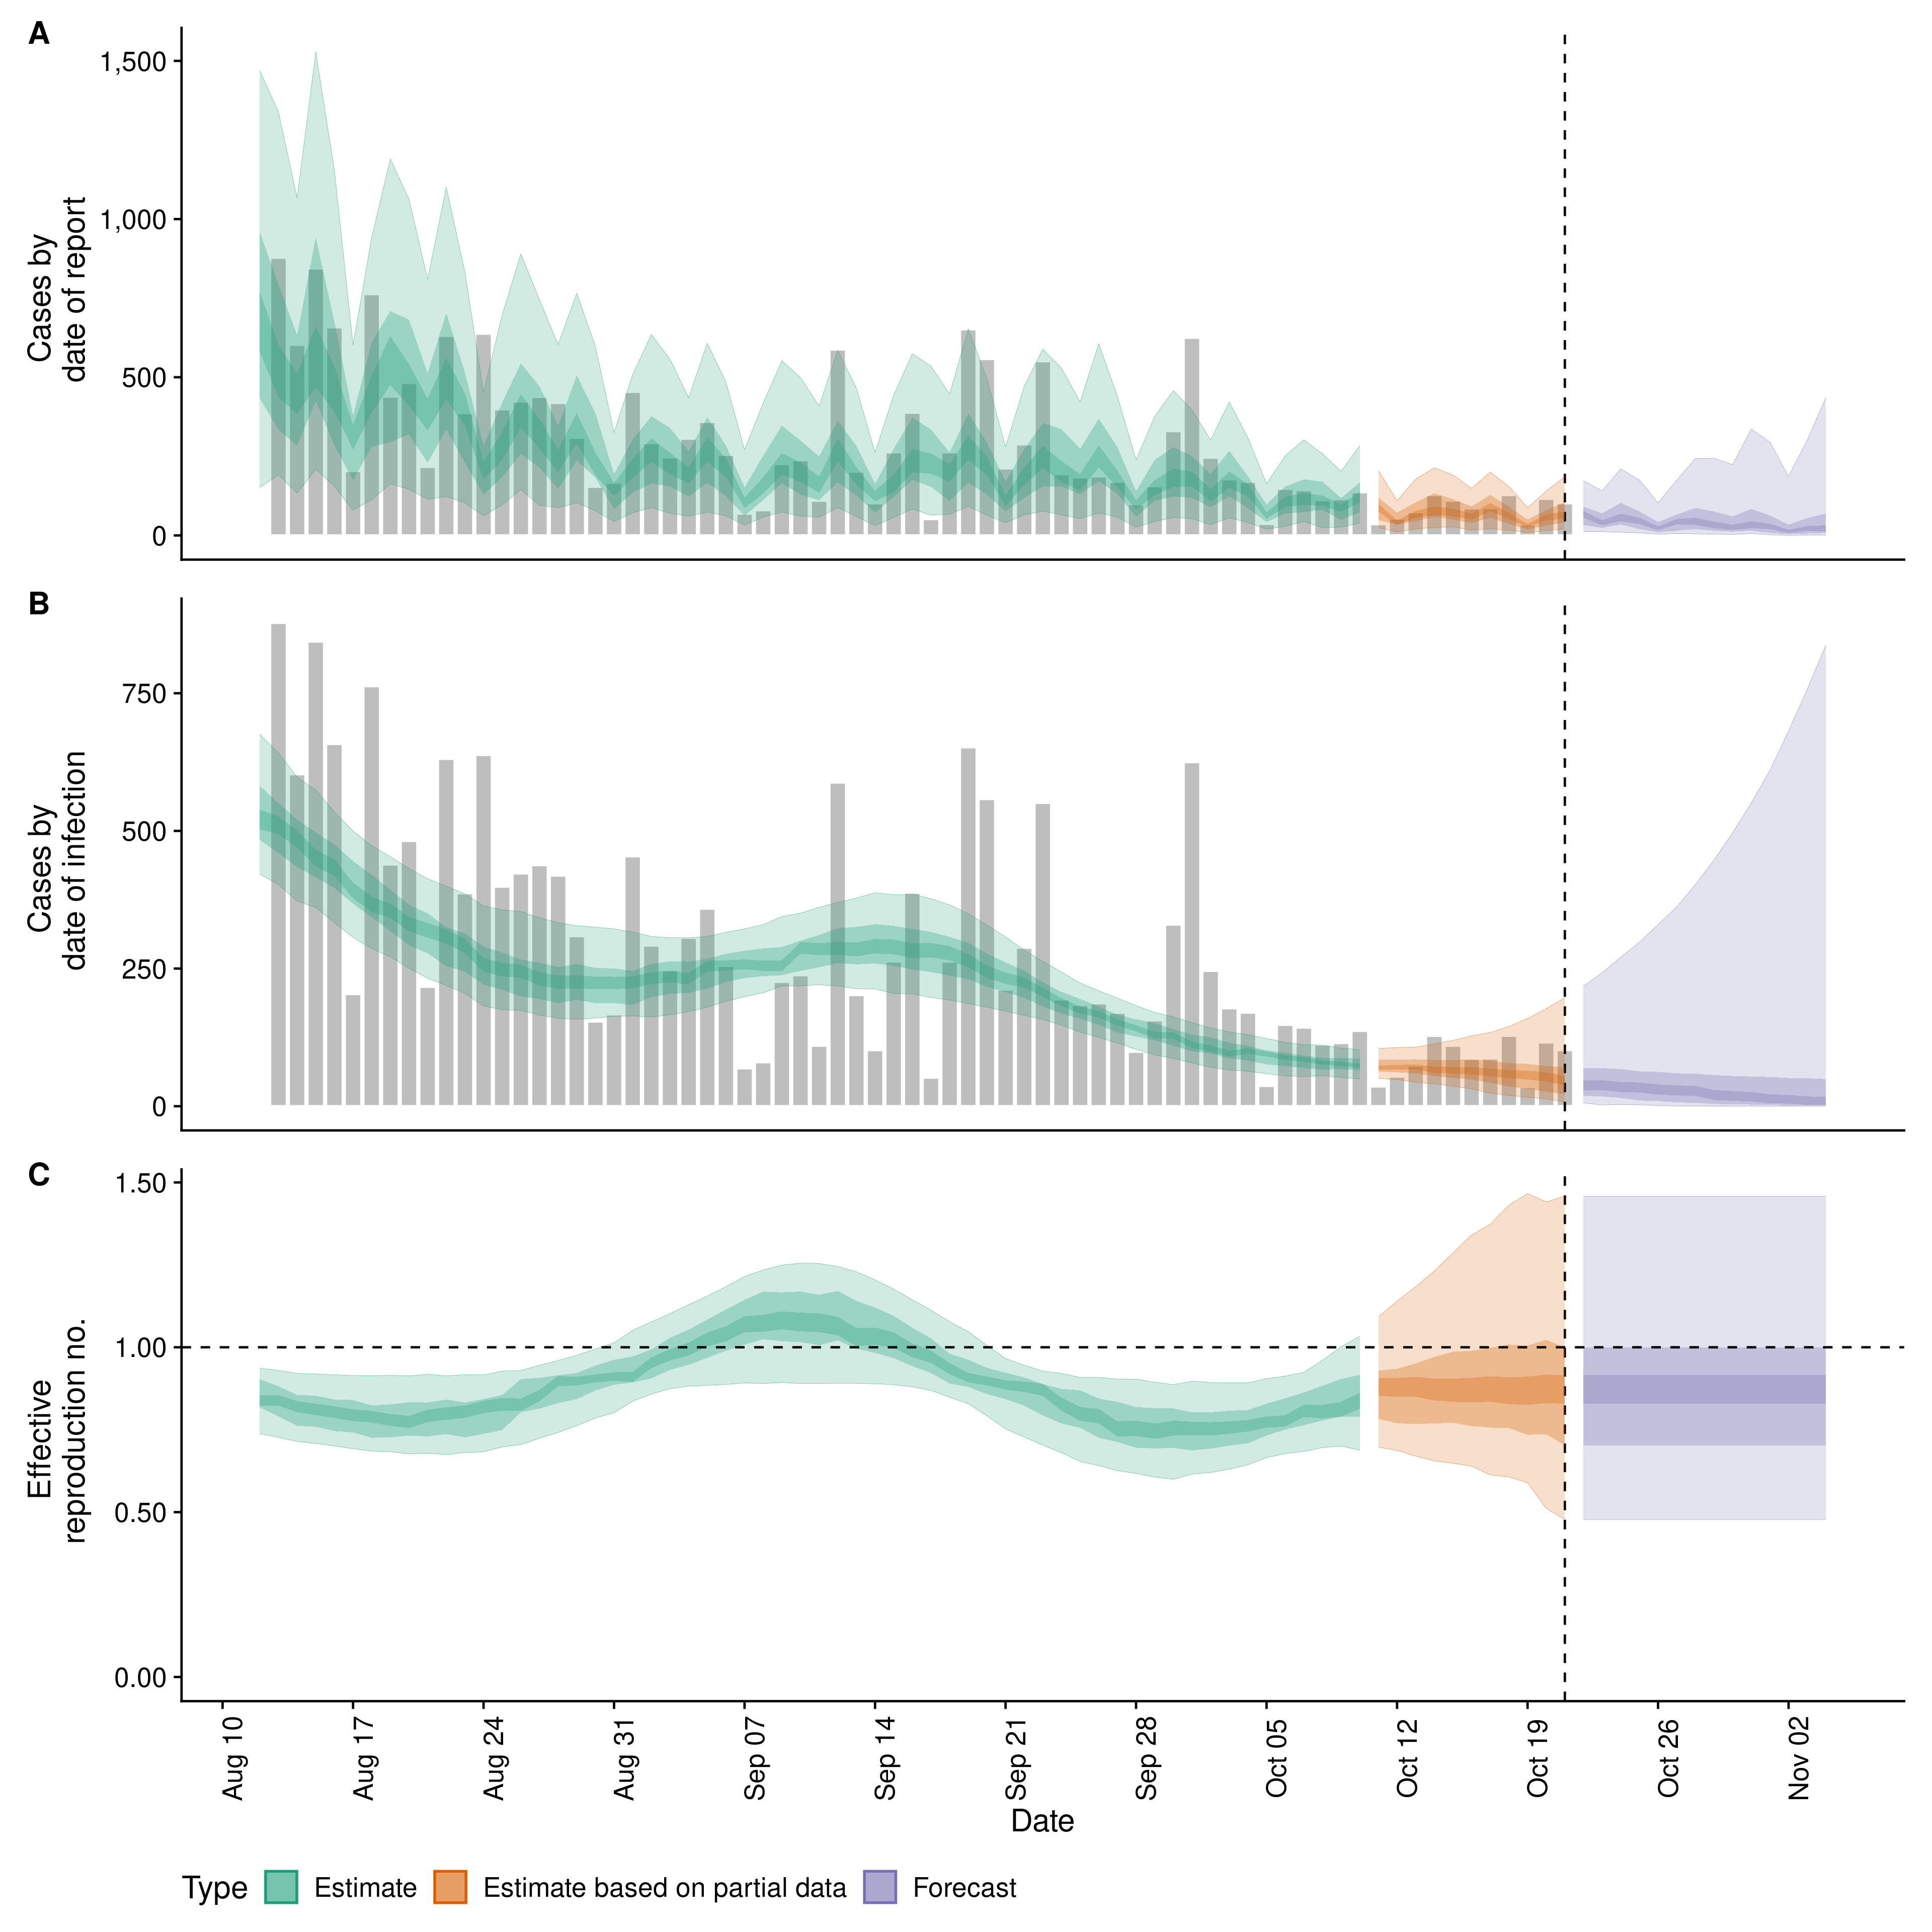 A
Cases by
date of report
1,500
1,000
500
0
B
Cases by
date of infection
750
500
250
0
C
Effective
reproduction no.
1.50
1.00
0.50
0.00
Aug 10
Aug 17
Aug 24
Aug 31
Sep 07
Sep 14
Sep 21
Sep 28
Oct 05
Oct 12
Oct 19
Oct 26
Nov 02
Date
Type Estimate Estimate based on partial data Forecast